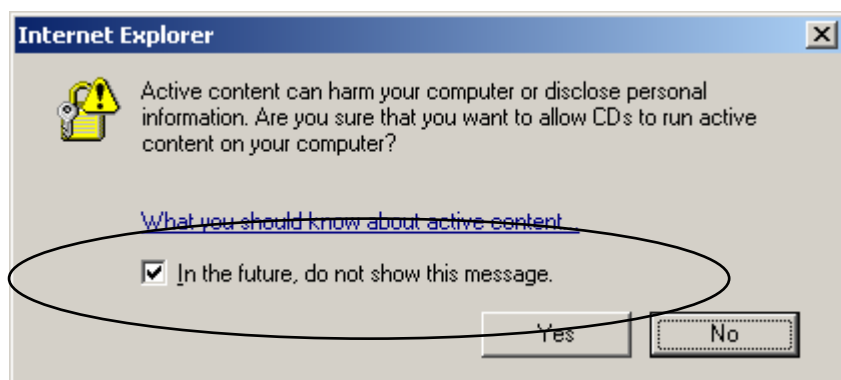 Internet Explorer
Active content can harm your computer or disclose personal
information. Are you sure that you want to allow CDs to run active
content on your computer?
What you should know about active content...
In the future, do not show this message.
Yes No